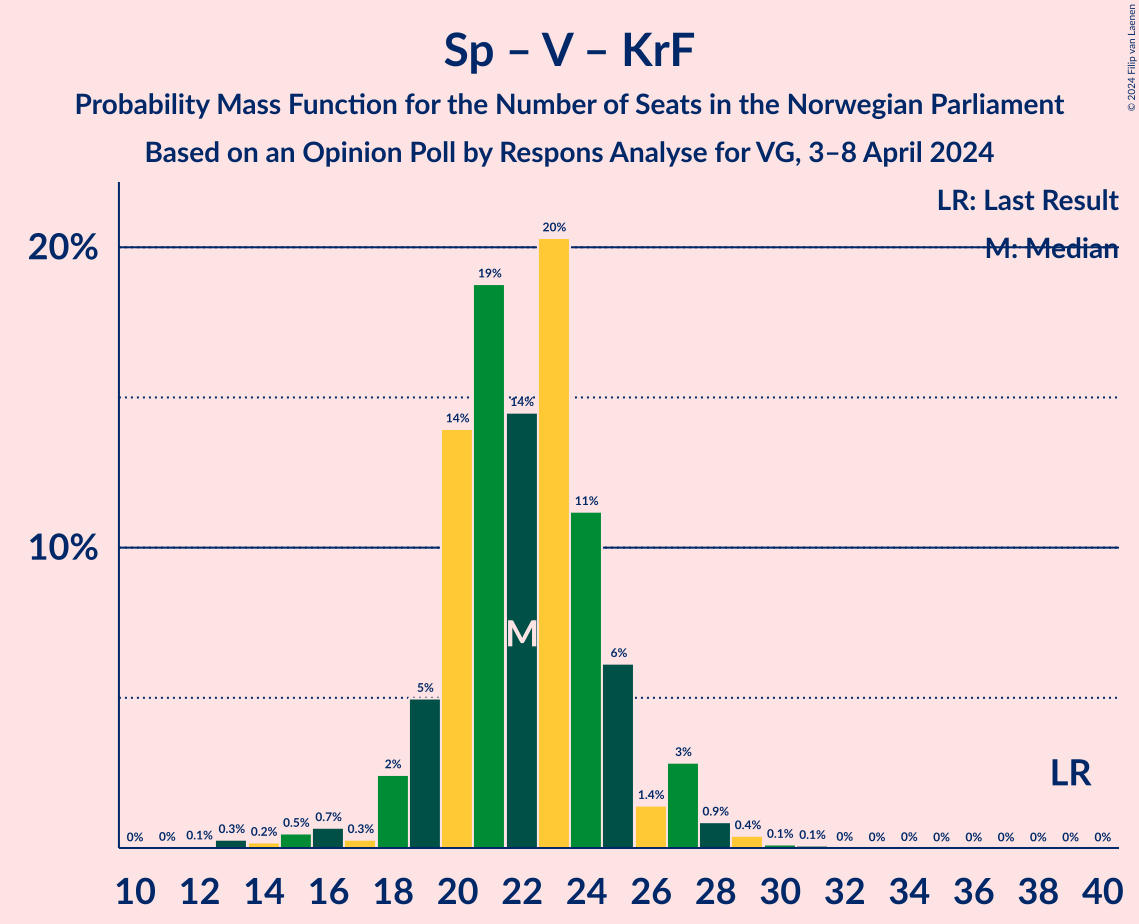 Sp – V – KrF
Probability Mass Function for the Number of Seats in the Norwegian Parliament
Based on an Opinion Poll by Respons Analyse for VG, 3–8 April 2024
© 2024 Filip van Laenen
LR: Last Result
M: Median
20%
10%
0% 0% 0.1% 0.3% 0.2% 0.5% 0.7% 0.3% 2% 5% 14% 19% 14% 20% 11% 6% 1.4% 3% 0.9% 0.4% 0.1% 0.1% 0% 0% 0% 0% 0% 0% 0% 0% 0%
M
LR
10 12 14 16 18 20 22 24 26 28 30 32 34 36 38 40